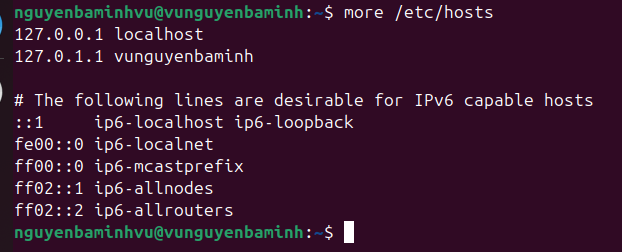 nguyenbaminhvu@vunguyenbaminh:~$ more /etc/hosts
127.0.0.1 localhost
127.0.1.1 vunguyenbaminh

# The following lines are desirable for IPv6 capable hosts
::1     ip6-localhost ip6-loopback
fe00::0 ip6-localnet
ff00::0 ip6-mcastprefix
ff02::1 ip6-allnodes
ff02::2 ip6-allrouters
nguyenbaminhvu@vunguyenbaminh:~$